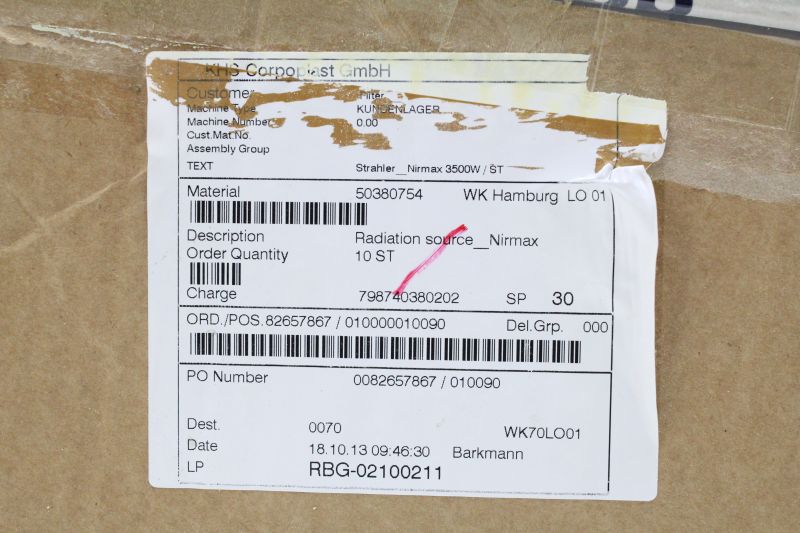 KHS Corpoplast GmbH
Customer Filter
Machine Type KUNDENLAGER
Machine Number 0.00
Cust.Mat.No.
Assembly Group
TEXT Strahler__Nirmax 3500W / ST
Material 50380754 WK Hamburg LO 01
Description Radiation source__Nirmax
Order Quantity 10 ST
Charge 798740380202 SP 30
ORD./POS. 82657867 / 010000010090 Del.Grp. 000
PO Number 0082657867 / 010090
Dest. 0070 WK70LO01
Date 18.10.13 09:46:30 Barkmann
LP RBG-02100211